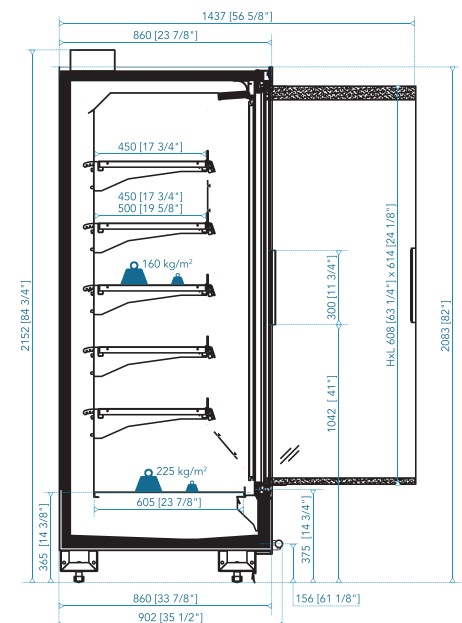 1437 [56 5/8"]
860 [23 7/8"]
450 [17 3/4"]
450 [17 3/4"]
500 [19 5/8"]
160 kg/m²
2152 [84 3/4"]
300 [11 3/4"]
HxL 608 [63 1/4"] x 614 [24 1/8"]
2083 [82"]
1042 [ 41"]
225 kg/m²
605 [23 7/8"]
365 [14 3/8"]
375 [14 3/4"]
860 [33 7/8"]
156 [61 1/8"]
902 [35 1/2"]